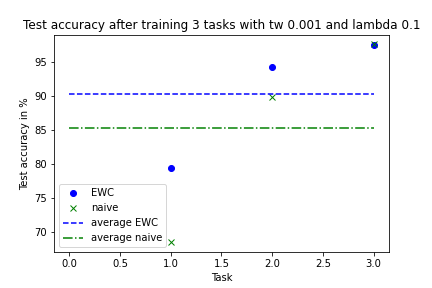 Test accuracy after training 3 tasks with tw 0.001 and lambda 0.1
95
90
85
80
75
70
Test accuracy in %
EWC
naive
average EWC
average naive
0.0 0.5 1.0 1.5 2.0 2.5 3.0
Task